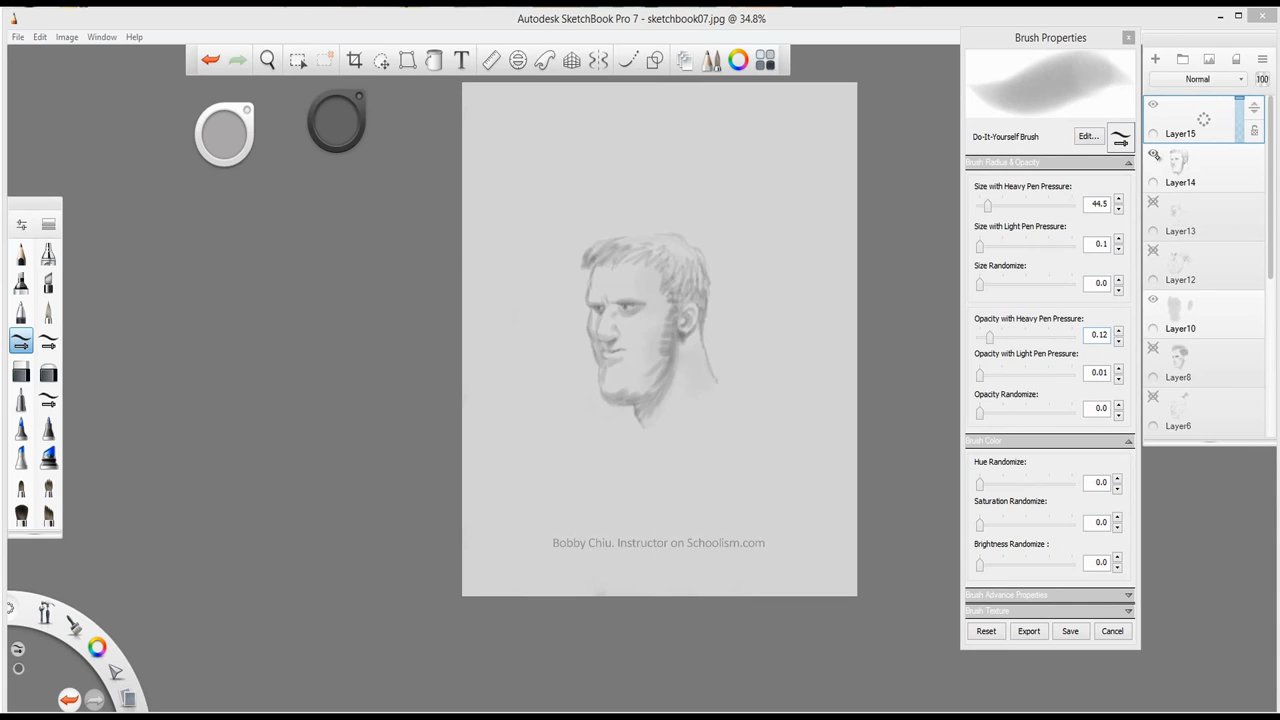 Autodesk SketchBook Pro 7 - sketchbook07.jpg @ 34.8%
File Edit Image Window Help
Brush Properties
Normal
100
Do-It-Yourself Brush
Edit...
Brush Radius & Opacity
Size with Heavy Pen Pressure:
44.5
Size with Light Pen Pressure:
0.1
Size Randomize:
0.0
Opacity with Heavy Pen Pressure:
0.12
Opacity with Light Pen Pressure:
0.01
Opacity Randomize:
0.0
Brush Color
Hue Randomize:
0.0
Saturation Randomize:
0.0
Brightness Randomize :
0.0
Brush Advance Properties
Brush Texture
Reset Export Save Cancel
Layer15
Layer14
Layer13
Layer12
Layer10
Layer8
Layer6
Bobby Chiu. Instructor on Schoolism.com